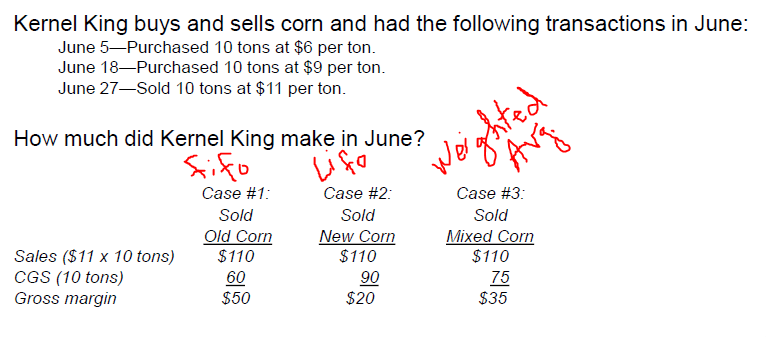 Kernel King buys and sells corn and had the following transactions in June:
June 5—Purchased 10 tons at $6 per ton.
June 18—Purchased 10 tons at $9 per ton.
June 27—Sold 10 tons at $11 per ton.
How much did Kernel King make in June?
Fifo Lifo Weighted Avg
Case #1: Case #2: Case #3:
Sold Sold Sold
Old Corn New Corn Mixed Corn
Sales ($11 x 10 tons) $110 $110 $110
CGS (10 tons) 60 90 75
Gross margin $50 $20 $35